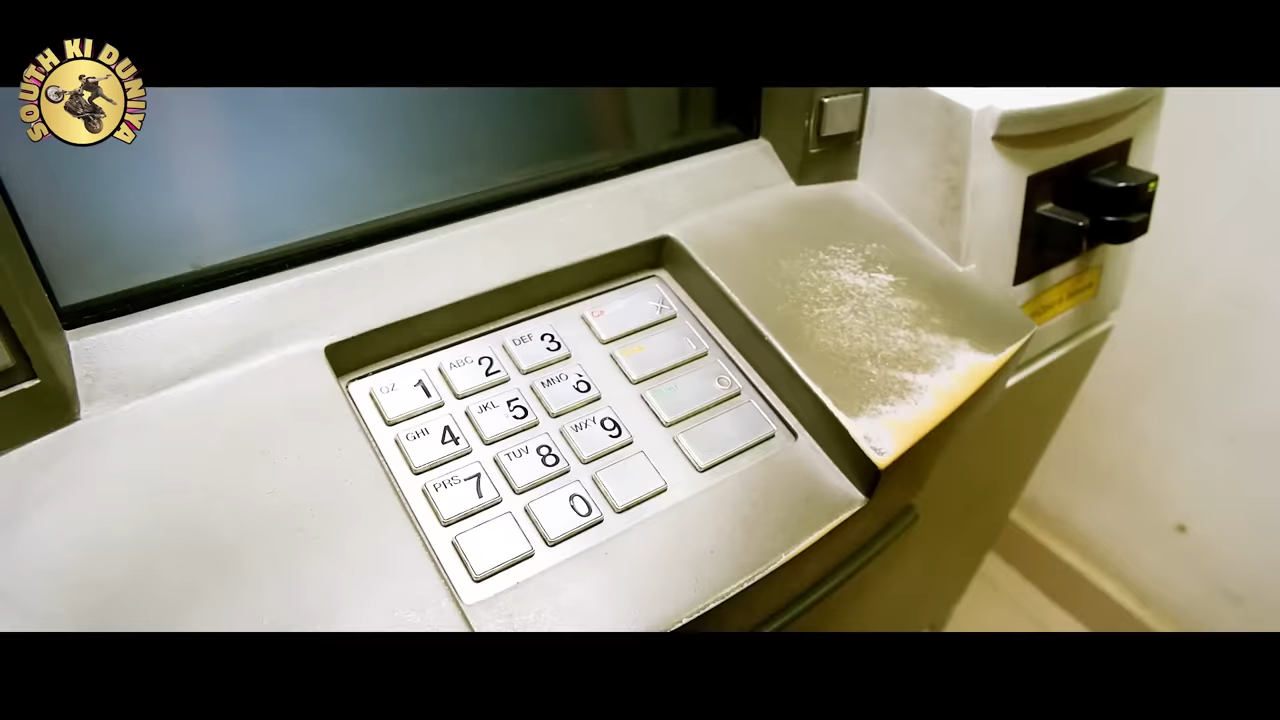 SOUTH KI DUNIYA
QZ 1
ABC 2
DEF 3
GHI 4
JKL 5
MNO 6
PRS 7
TUV 8
WXY 9
0